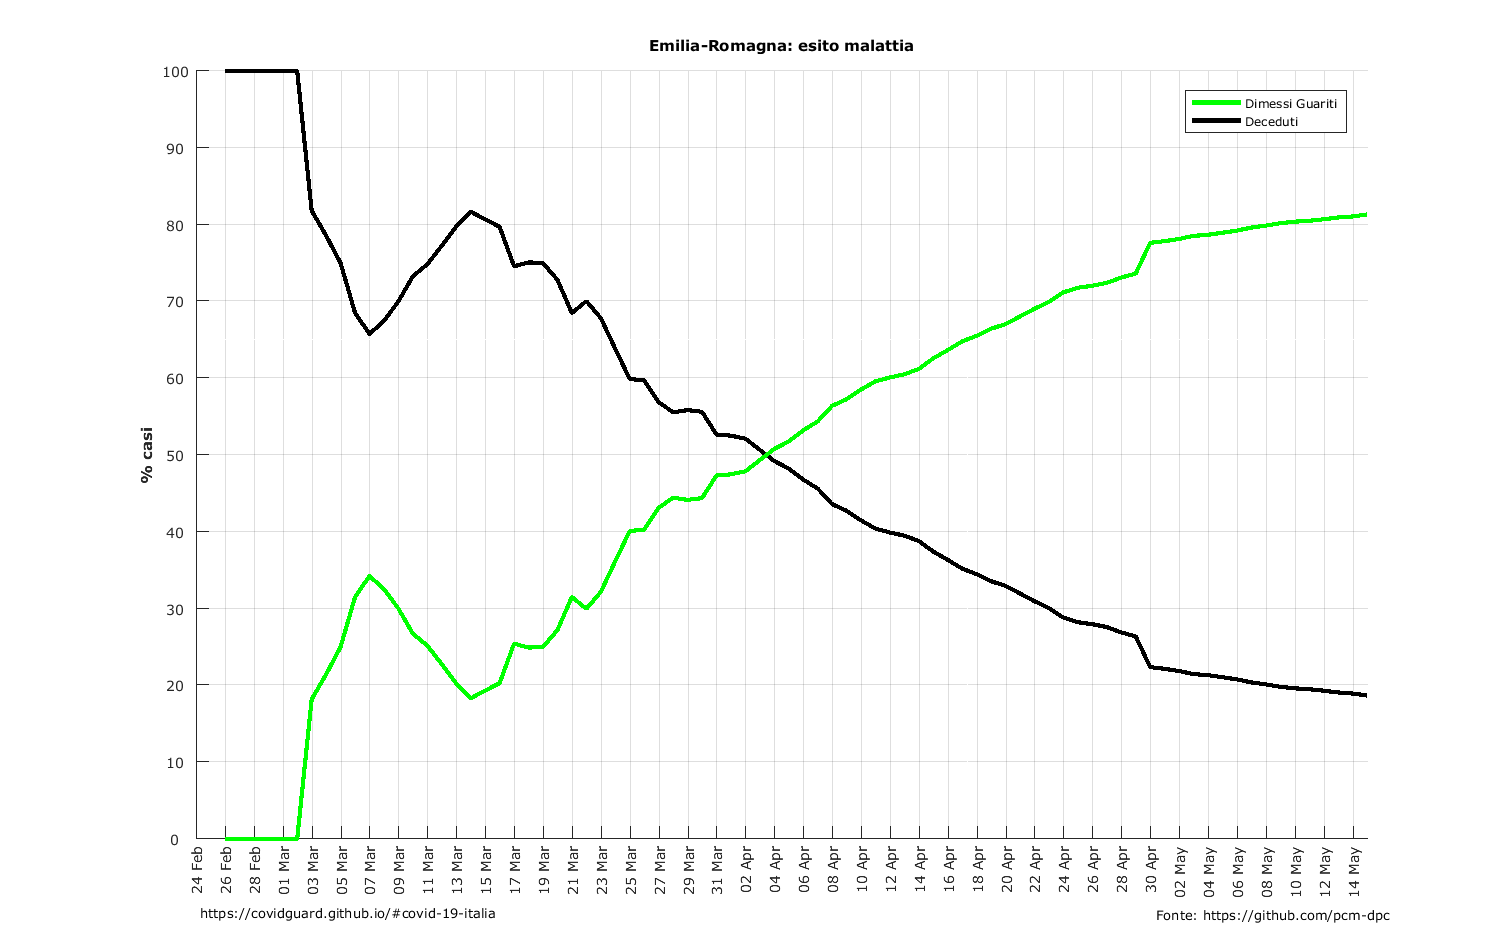 Emilia-Romagna: esito malattia
100
90
80
70
60
50
40
30
20
10
0
% casi
Dimessi Guariti
Deceduti
24 Feb
26 Feb
28 Feb
01 Mar
03 Mar
05 Mar
07 Mar
09 Mar
11 Mar
13 Mar
15 Mar
17 Mar
19 Mar
21 Mar
23 Mar
25 Mar
27 Mar
29 Mar
31 Mar
02 Apr
04 Apr
06 Apr
08 Apr
10 Apr
12 Apr
14 Apr
16 Apr
18 Apr
20 Apr
22 Apr
24 Apr
26 Apr
28 Apr
30 Apr
02 May
04 May
06 May
08 May
10 May
12 May
14 May
https://covidguard.github.io/#covid-19-italia
Fonte: https://github.com/pcm-dpc